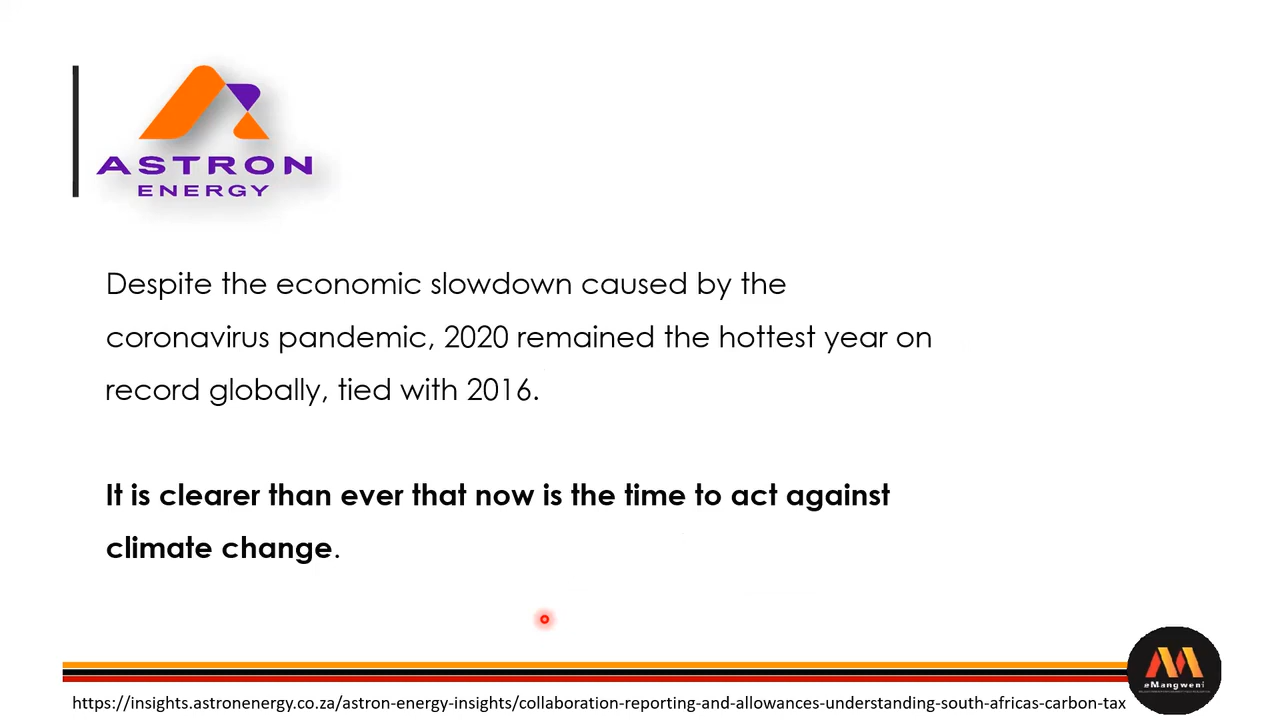 ASTRON
ENERGY
Despite the economic slowdown caused by the
coronavirus pandemic, 2020 remained the hottest year on
record globally, tied with 2016.
It is clearer than ever that now is the time to act against
climate change.
eMangweni
https://insights.astronenergy.co.za/astron-energy-insights/collaboration-reporting-and-allowances-understanding-south-africas-carbon-tax